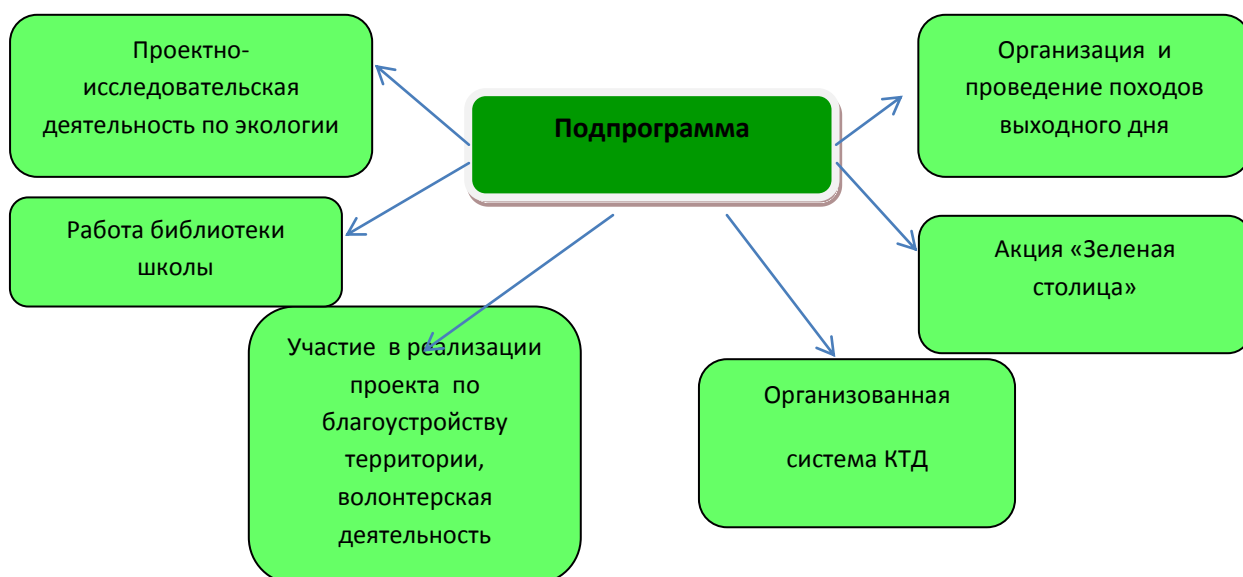 Проектно-
исследовательская
деятельность по экологии
Подпрограмма
Организация и
проведение походов
выходного дня
Работа библиотеки
школы
Акция «Зеленая
столица»
Участие в реализации
проекта по
благоустройству
территории,
волонтерская
деятельность
Организованная
система КТД